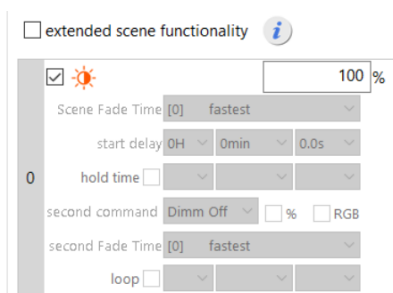 extended scene functionality i
100 %
Scene Fade Time [0] fastest
start delay 0H 0min 0.0s
0 hold time
second command Dimm Off % RGB
second Fade Time [0] fastest
loop